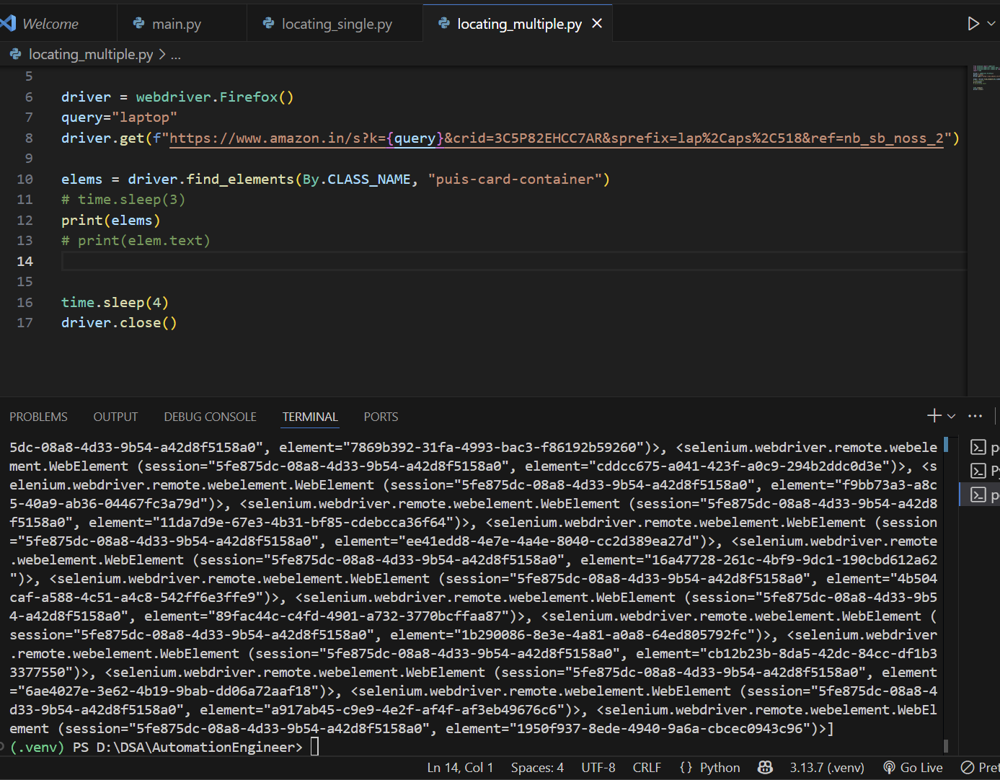 Welcome main.py locating_single.py locating_multiple.py
locating_multiple.py > ...
5
6 driver = webdriver.Firefox()
7 query="laptop"
8 driver.get(f"https://www.amazon.in/s?k={query}&crid=3C5P82EHCC7AR&sprefix=lap%2Caps%2C518&ref=nb_sb_noss_2")
9
10 elems = driver.find_elements(By.CLASS_NAME, "puis-card-container")
11 # time.sleep(3)
12 print(elems)
13 # print(elem.text)
14
15
16 time.sleep(4)
17 driver.close()
PROBLEMS OUTPUT DEBUG CONSOLE TERMINAL PORTS
5dc-08a8-4d33-9b54-a42d8f5158a0", element="7869b392-31fa-4993-bac3-f86192b59260")>, <selenium.webdriver.remote.webele
ment.WebElement (session="5fe875dc-08a8-4d33-9b54-a42d8f5158a0", element="cddcc675-a041-423f-a0c9-294b2ddc0d3e")>, <s
elenium.webdriver.remote.webelement.WebElement (session="5fe875dc-08a8-4d33-9b54-a42d8f5158a0", element="f9bb73a3-a8c
5-40a9-ab36-04467fc3a79d")>, <selenium.webdriver.remote.webelement.WebElement (session="5fe875dc-08a8-4d33-9b54-a42d8
f5158a0", element="11da7d9e-67e3-4b31-bf85-cdebcca36f64")>, <selenium.webdriver.remote.webelement.WebElement (session
="5fe875dc-08a8-4d33-9b54-a42d8f5158a0", element="ee41edd8-4e7e-4a4e-8040-cc2d389ea27d")>, <selenium.webdriver.remote
.webelement.WebElement (session="5fe875dc-08a8-4d33-9b54-a42d8f5158a0", element="16a47728-261c-4bf9-9dc1-190cbd612a62
")>, <selenium.webdriver.remote.webelement.WebElement (session="5fe875dc-08a8-4d33-9b54-a42d8f5158a0", element="4b504
caf-a588-4c51-a4c8-542ff6e3ffe9")>, <selenium.webdriver.remote.webelement.WebElement (session="5fe875dc-08a8-4d33-9b5
4-a42d8f5158a0", element="89fac44c-c4fd-4901-a732-3770bcffaa87")>, <selenium.webdriver.remote.webelement.WebElement (
session="5fe875dc-08a8-4d33-9b54-a42d8f5158a0", element="1b290086-8e3e-4a81-a0a8-64ed805792fc")>, <selenium.webdriver
.remote.webelement.WebElement (session="5fe875dc-08a8-4d33-9b54-a42d8f5158a0", element="cb12b23b-8da5-42dc-84cc-df1b3
3377550")>, <selenium.webdriver.remote.webelement.WebElement (session="5fe875dc-08a8-4d33-9b54-a42d8f5158a0", element
="6ae4027e-3e62-4b19-9bab-dd06a72aaf18")>, <selenium.webdriver.remote.webelement.WebElement (session="5fe875dc-08a8-4
d33-9b54-a42d8f5158a0", element="a917ab45-c9e9-4e2f-af4f-af3eb49676c6")>, <selenium.webdriver.remote.webelement.WebEl
ement (session="5fe875dc-08a8-4d33-9b54-a42d8f5158a0", element="1950f937-8ede-4940-9a6a-cbcec0943c96")>]
(.venv) PS D:\DSA\AutomationEngineer>
Ln 14, Col 1 Spaces: 4 UTF-8 CRLF {} Python 3.13.7 (.venv) Go Live